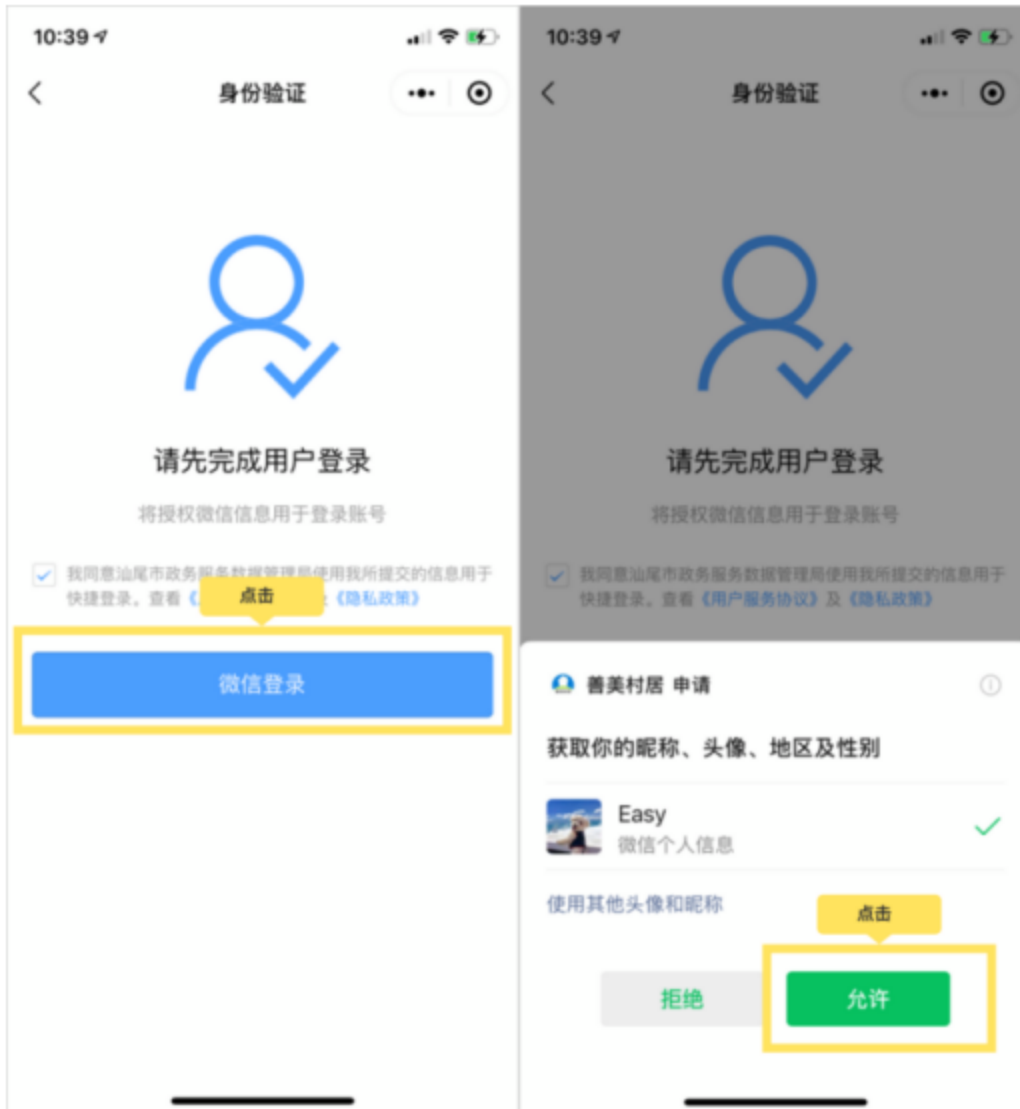 10:39
身份验证
请先完成用户登录
将授权微信信息用于登录账号
我同意汕尾市政务服务数据管理局使用我所提交的信息用于
快捷登录。查看《
《隐私政策》
点击
微信登录
10:39
身份验证
请先完成用户登录
将授权微信信息用于登录账号
我同意汕尾市政务服务数据管理局使用我所提交的信息用于
快捷登录。查看《用户服务协议》及《隐私政策》
善美村居 申请
获取你的昵称、头像、地区及性别
Easy
微信个人信息
使用其他头像和昵称
点击
拒绝
允许